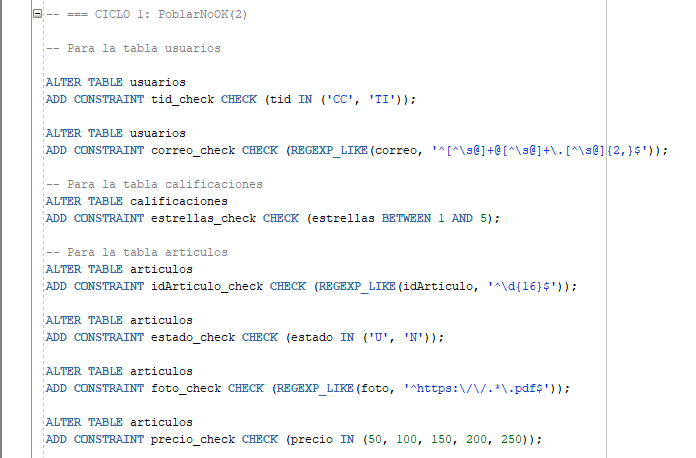 -- === CICLO 1: PoblarNoOK(2)
-- Para la tabla usuarios
ALTER TABLE usuarios
ADD CONSTRAINT tid_check CHECK (tid IN ('CC', 'TI'));
ALTER TABLE usuarios
ADD CONSTRAINT correo_check CHECK (REGEXP_LIKE(correo, '^[^\s@]+@[^\s@]+\.[^\s@]{2,}$'));
-- Para la tabla calificaciones
ALTER TABLE calificaciones
ADD CONSTRAINT estrellas_check CHECK (estrellas BETWEEN 1 AND 5);
-- Para la tabla articulos
ALTER TABLE articulos
ADD CONSTRAINT idArticulo_check CHECK (REGEXP_LIKE(idArticulo, '^\d{16}$'));
ALTER TABLE articulos
ADD CONSTRAINT estado_check CHECK (estado IN ('U', 'N'));
ALTER TABLE articulos
ADD CONSTRAINT foto_check CHECK (REGEXP_LIKE(foto, '^https:\/\/.*\.pdf$'));
ALTER TABLE articulos
ADD CONSTRAINT precio_check CHECK (precio IN (50, 100, 150, 200, 250));